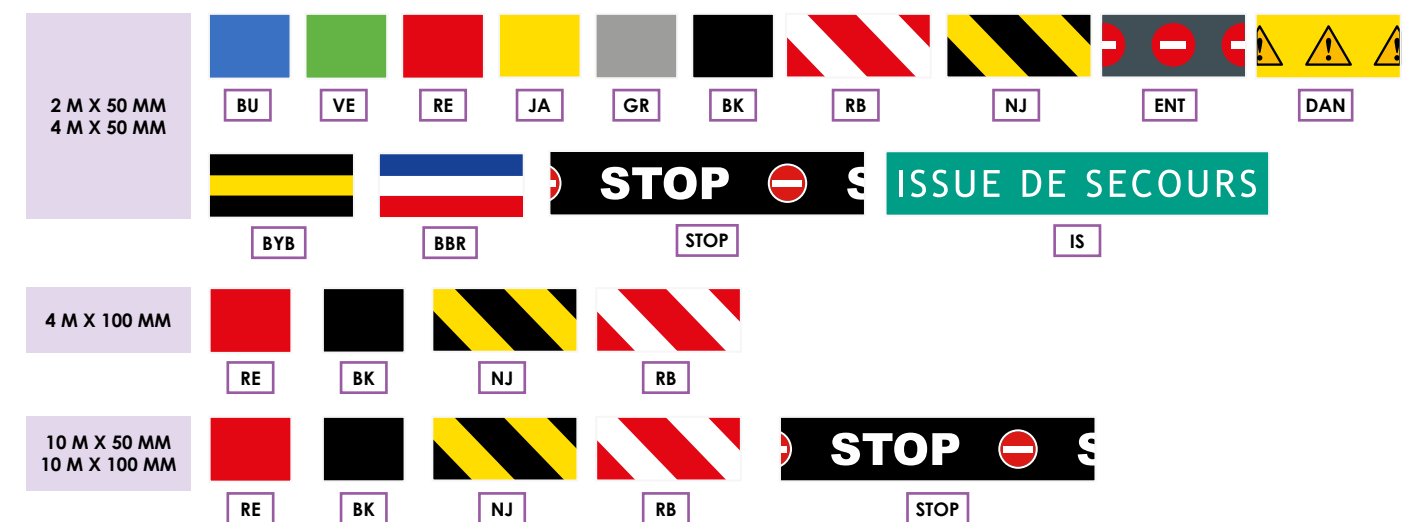 2 M X 50 MM
4 M X 50 MM
BU VE RE JA GR BK RB NJ ENT DAN
STOP S ISSUE DE SECOURS
BYB BBR STOP IS
4 M X 100 MM
RE BK NJ RB
10 M X 50 MM
10 M X 100 MM
STOP S
RE BK NJ RB STOP